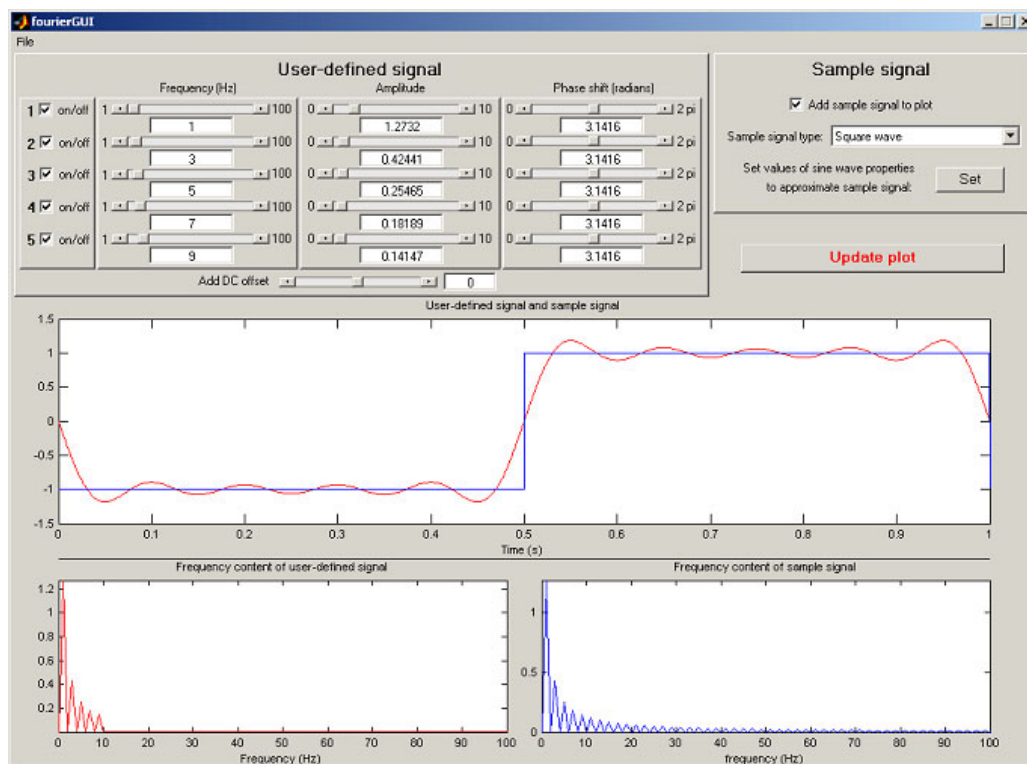 fourierGUI
File
User-defined signal
Frequency (Hz) Amplitude Phase shift (radians)
1 on/off 1 100 0 10 0 2 pi
1 1.2732 3.1416
2 on/off 1 100 0 10 0 2 pi
3 0.42441 3.1416
3 on/off 1 100 0 10 0 2 pi
5 0.25465 3.1416
4 on/off 1 100 0 10 0 2 pi
7 0.18189 3.1416
5 on/off 1 100 0 10 0 2 pi
9 0.14147 3.1416
Add DC offset 0
Sample signal
Add sample signal to plot
Sample signal type: Square wave
Set values of sine wave properties
to approximate sample signal: Set
Update plot
User-defined signal and sample signal
1.5
1
0.5
0
-0.5
-1
-1.5
0 0.1 0.2 0.3 0.4 0.5 0.6 0.7 0.8 0.9 1
Time (s)
Frequency content of user-defined signal
1.2
1
0.8
0.6
0.4
0.2
0 10 20 30 40 50 60 70 80 90 100
Frequency (Hz)
Frequency content of sample signal
1
0.5
0
0 10 20 30 40 50 60 70 80 90 100
frequency (Hz)